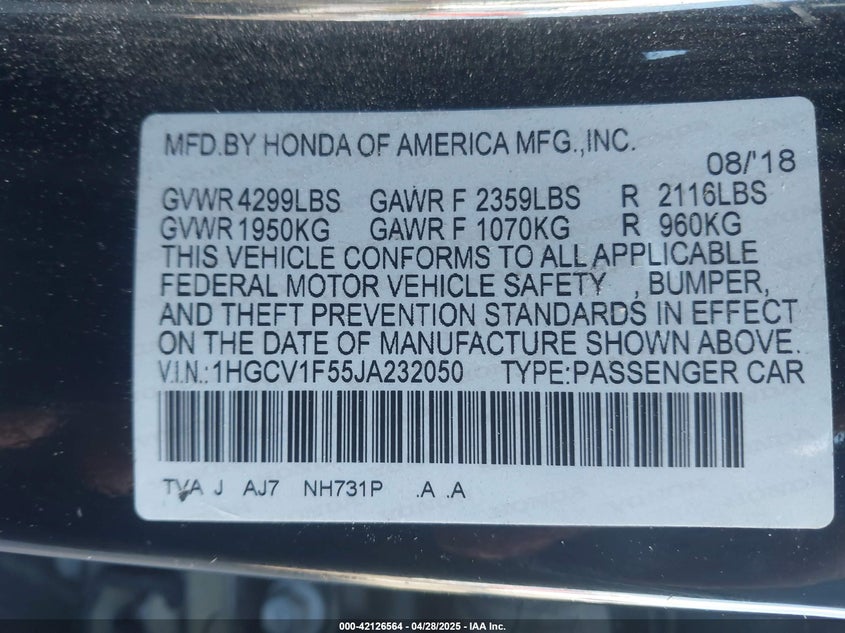 MFD.BY HONDA OF AMERICA MFG.,INC.
08/'18
GVWR 4299LBS GAWR F 2359LBS R 2116LBS
GVWR 1950KG GAWR F 1070KG R 960KG
THIS VEHICLE CONFORMS TO ALL APPLICABLE
FEDERAL MOTOR VEHICLE SAFETY , BUMPER,
AND THEFT PREVENTION STANDARDS IN EFFECT
ON THE DATE OF MANUFACTURE SHOWN ABOVE.
V.I.N.:1HGCV1F55JA232050 TYPE:PASSENGER CAR
TVA J AJ7 NH731P .A .A
000-42126564 - 04/28/2025 - IAA Inc.